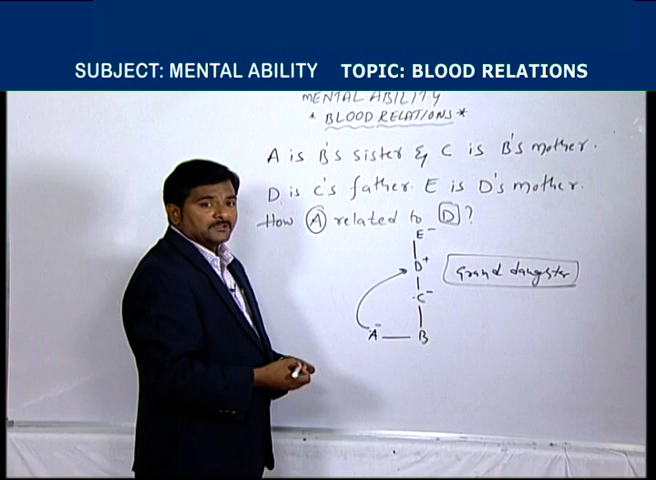 SUBJECT: MENTAL ABILITY TOPIC: BLOOD RELATIONS
MENTAL ABILITY
* BLOOD RELATIONS *
A is B's sister & C is B's mother.
D is C's father. E is D's mother.
How A related to D ?
E -
D +
Grand daugster
C -
A - B